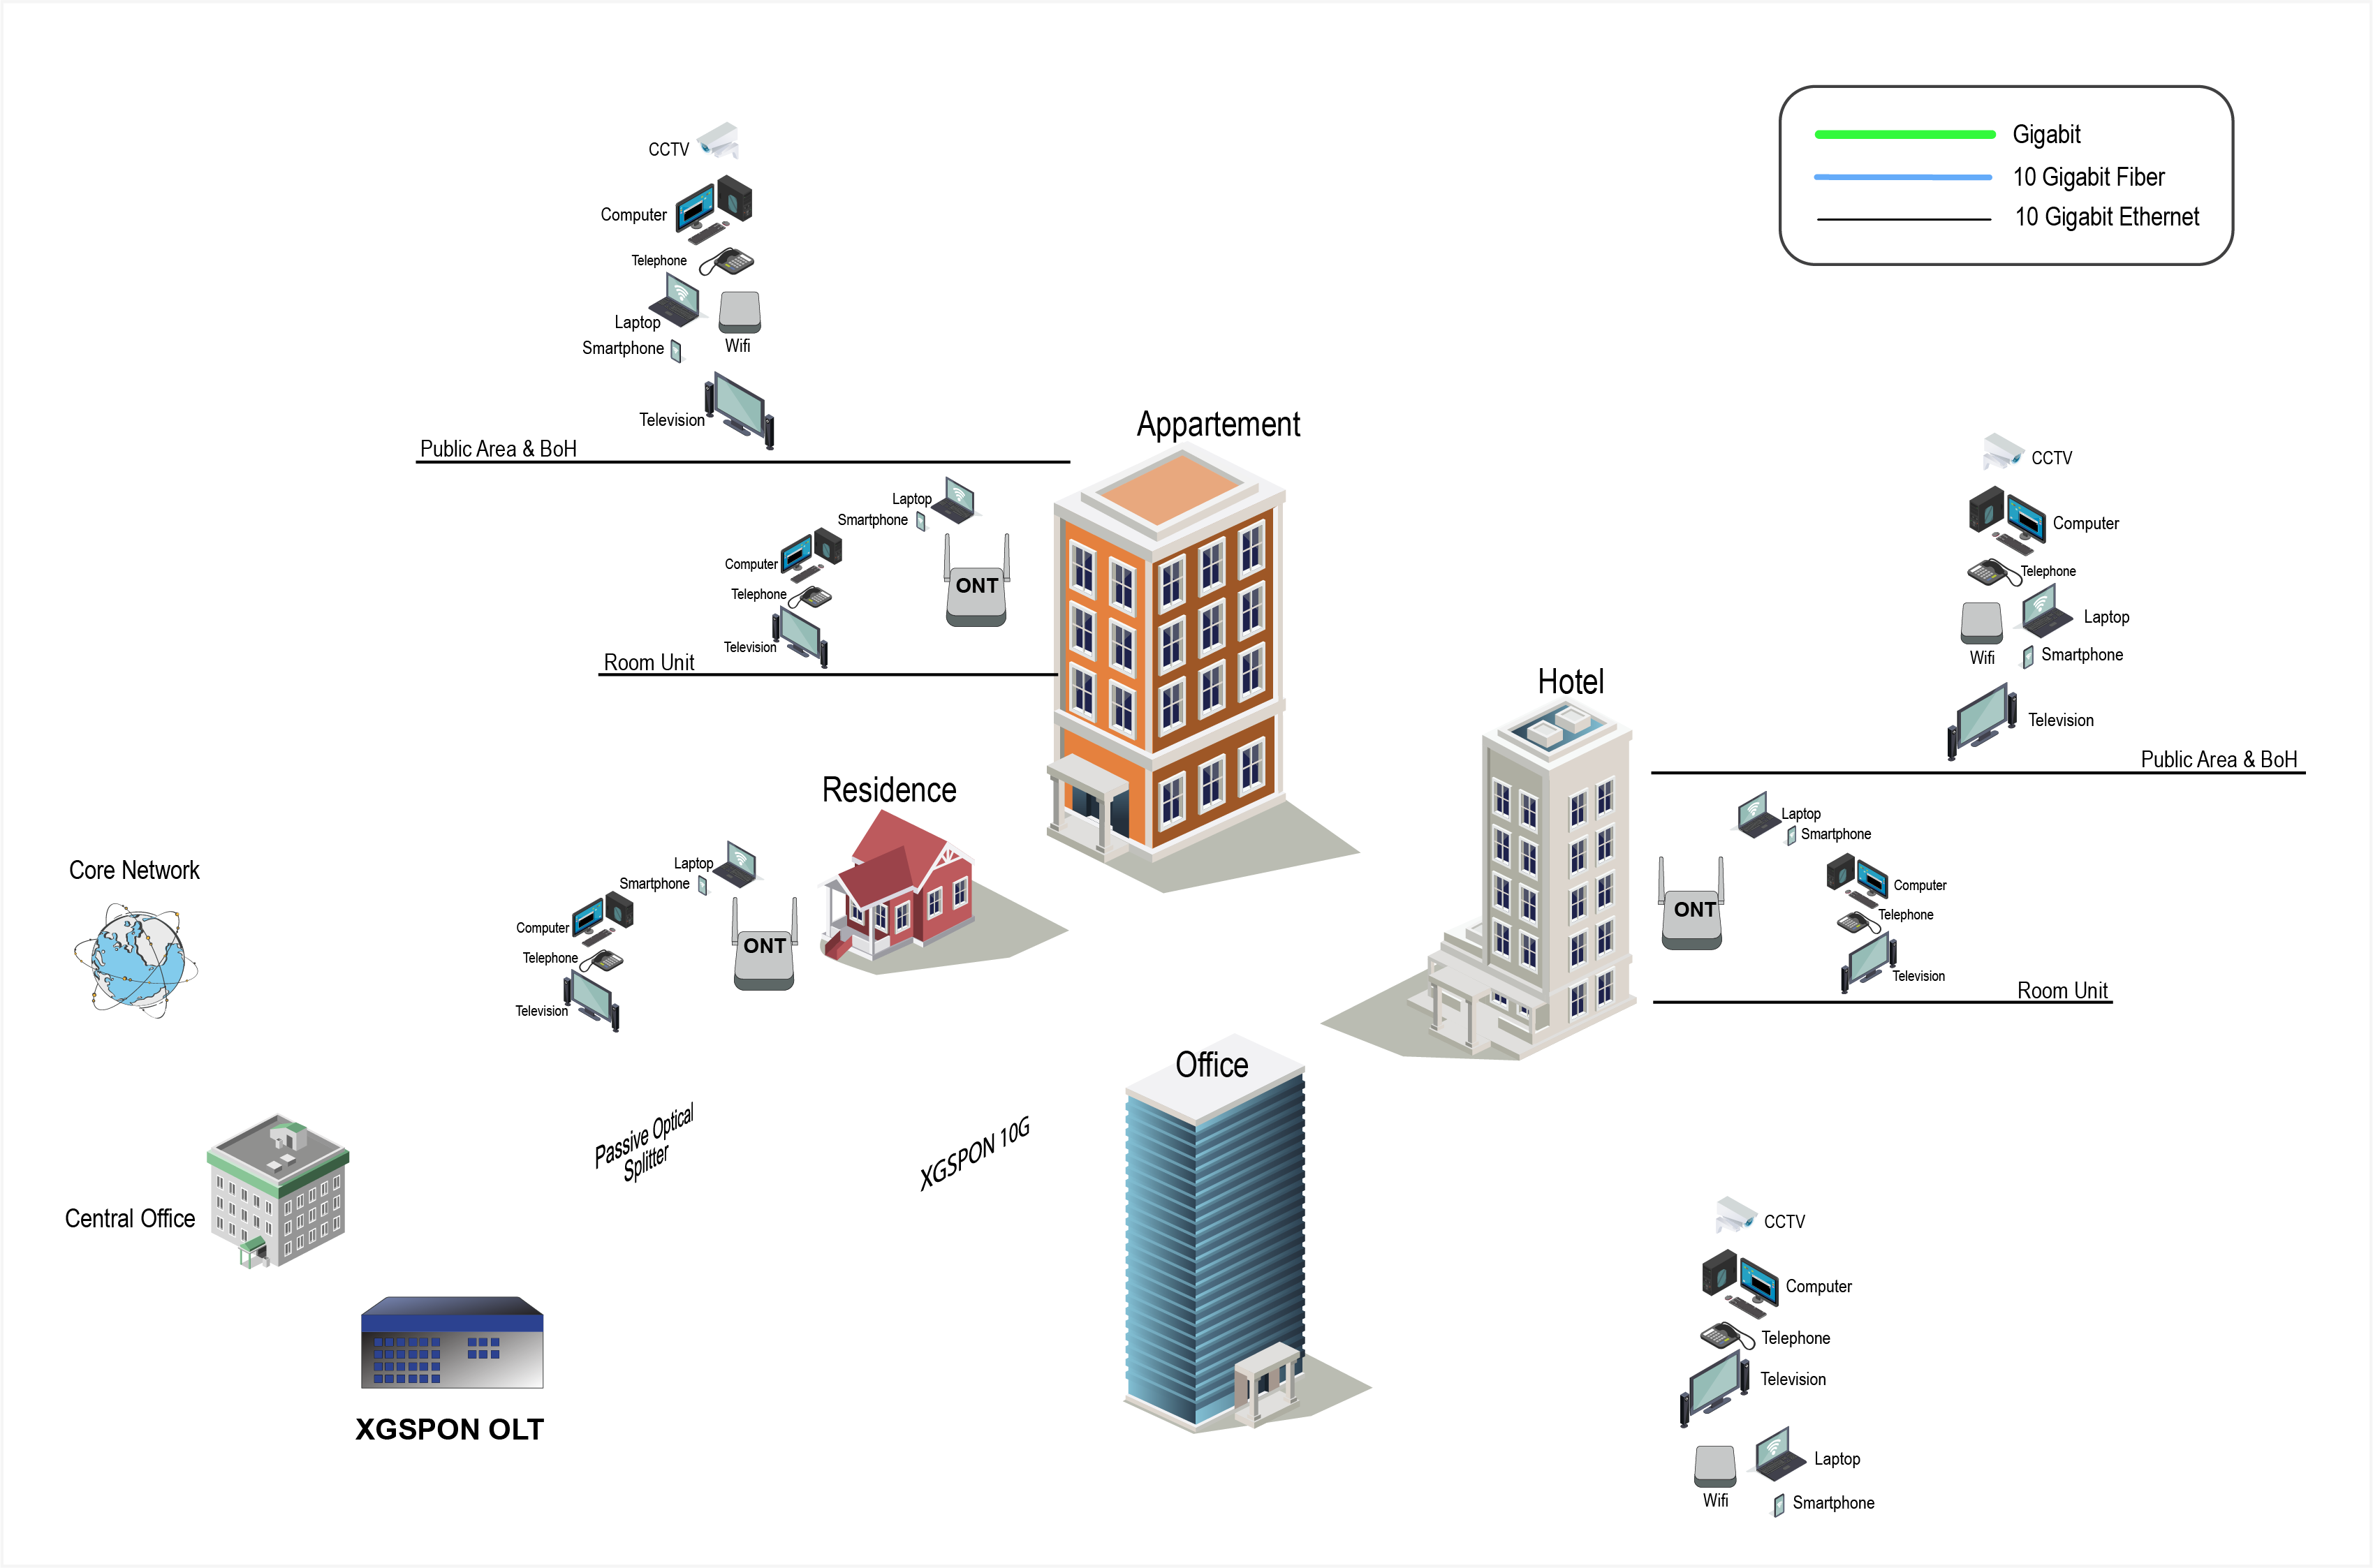 Gigabit
10 Gigabit Fiber
10 Gigabit Ethernet
CCTV
Computer
Telephone
Laptop
Wifi
Smartphone
Television
Public Area & BoH
Appartement
Laptop
Smartphone
Computer
ONT
Telephone
Television
Room Unit
CCTV
Computer
Telephone
Laptop
Wifi
Smartphone
Television
Public Area & BoH
Hotel
Laptop
Smartphone
Computer
ONT
Telephone
Television
Room Unit
Residence
Laptop
Smartphone
Computer
ONT
Telephone
Television
Core Network
Central Office
XGSPON OLT
Passive Optical
Splitter
XGSPON 10G
Office
CCTV
Computer
Telephone
Television
Laptop
Wifi
Smartphone